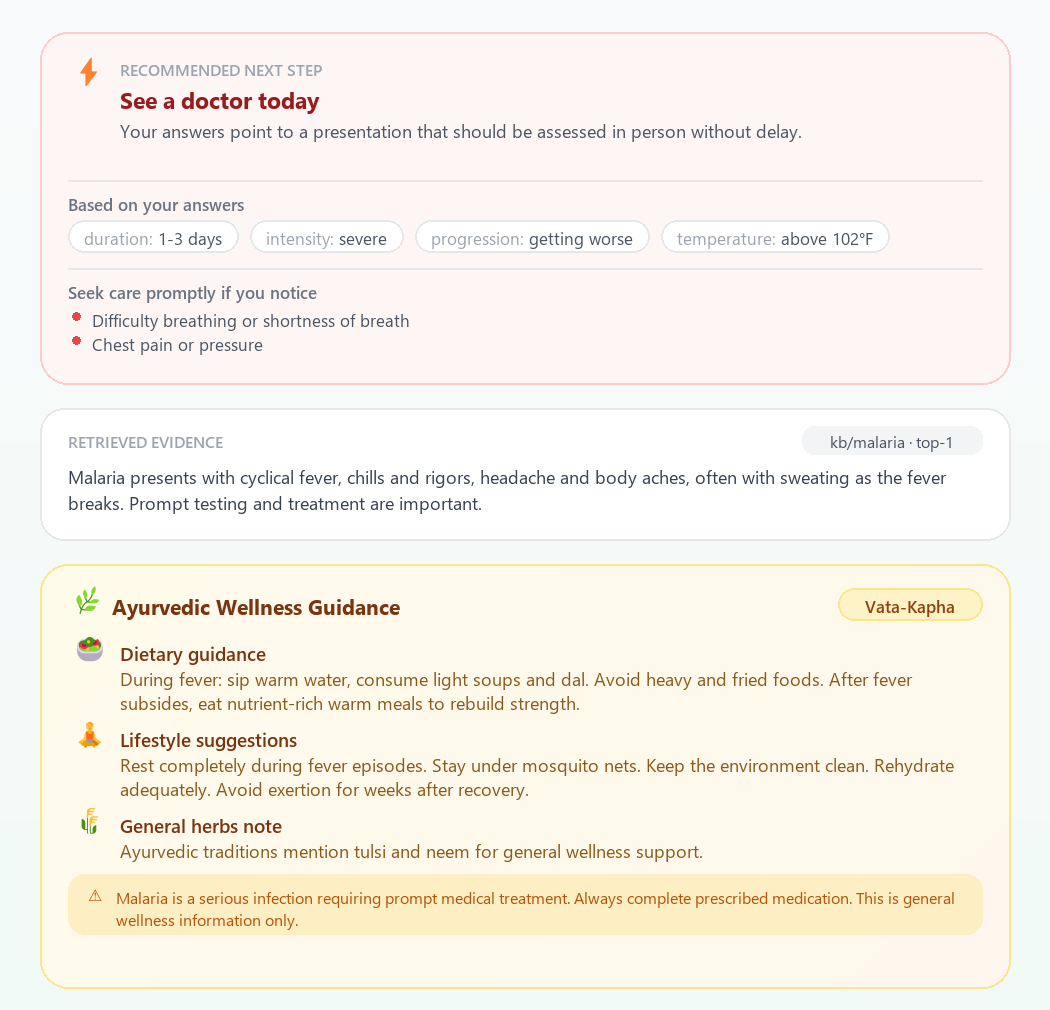 RECOMMENDED NEXT STEP
See a doctor today
Your answers point to a presentation that should be assessed in person without delay.
Based on your answers
duration: 1-3 days
intensity: severe
progression: getting worse
temperature: above 102°F
Seek care promptly if you notice
Difficulty breathing or shortness of breath
Chest pain or pressure
RETRIEVED EVIDENCE
kb/malaria · top-1
Malaria presents with cyclical fever, chills and rigors, headache and body aches, often with sweating as the fever
breaks. Prompt testing and treatment are important.
Ayurvedic Wellness Guidance
Vata-Kapha
Dietary guidance
During fever: sip warm water, consume light soups and dal. Avoid heavy and fried foods. After fever
subsides, eat nutrient-rich warm meals to rebuild strength.
Lifestyle suggestions
Rest completely during fever episodes. Stay under mosquito nets. Keep the environment clean. Rehydrate
adequately. Avoid exertion for weeks after recovery.
General herbs note
Ayurvedic traditions mention tulsi and neem for general wellness support.
⚠ Malaria is a serious infection requiring prompt medical treatment. Always complete prescribed medication. This is general
wellness information only.